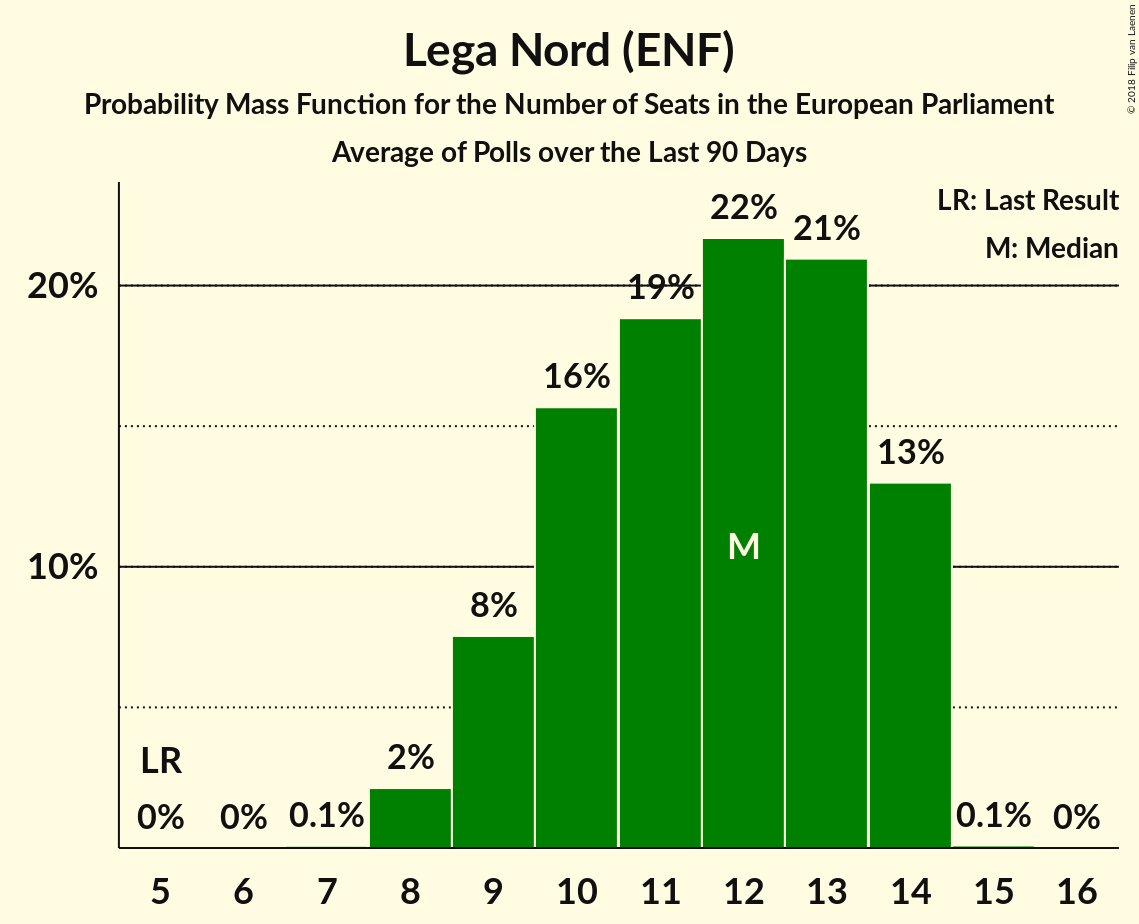 Lega Nord (ENF)
Probability Mass Function for the Number of Seats in the European Parliament
Average of Polls over the Last 90 Days
© 2018 Filip van Laenen
LR: Last Result
M: Median
22%
21%
20%
19%
16%
13%
M
10%
8%
LR
2%
0% 0% 0.1% 0.1% 0%
5 6 7 8 9 10 11 12 13 14 15 16